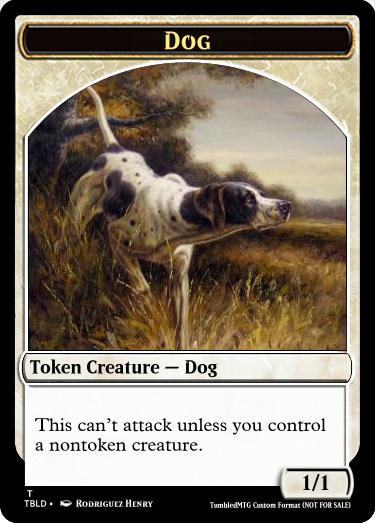 Dog
Token Creature — Dog
This can't attack unless you control
a nontoken creature.
1/1
T
TBLD • Rodriguez Henry
TumbledMTG Custom Format (NOT FOR SALE)